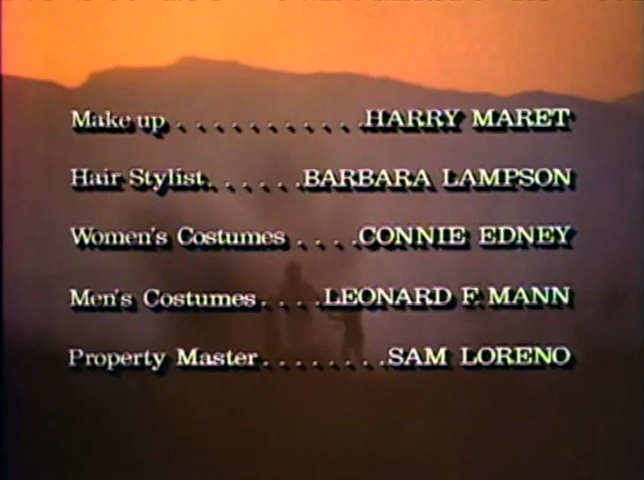 Make up . . . . . . . . . . . HARRY MARET
Hair Stylist. . . . . . BARBARA LAMPSON
Women's Costumes . . . . CONNIE EDNEY
Men's Costumes. . . . LEONARD F. MANN
Property Master. . . . . . . . SAM LORENO